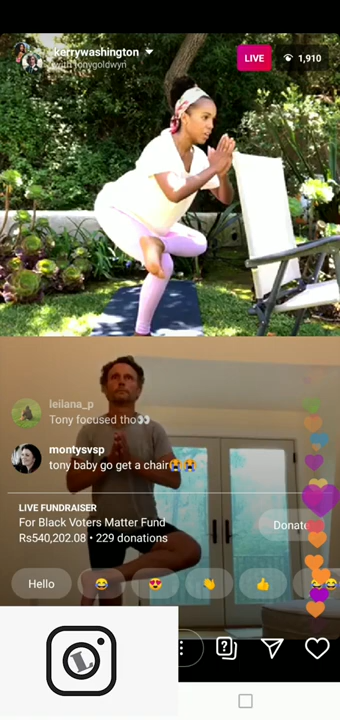 kerrywashington
with tonygoldwyn
LIVE
1,910
leilana_p
Tony focused tho👀
montysvsp
tony baby go get a chair😭😭
LIVE FUNDRAISER
For Black Voters Matter Fund
Rs540,202.08 • 229 donations
Donate
Hello
L